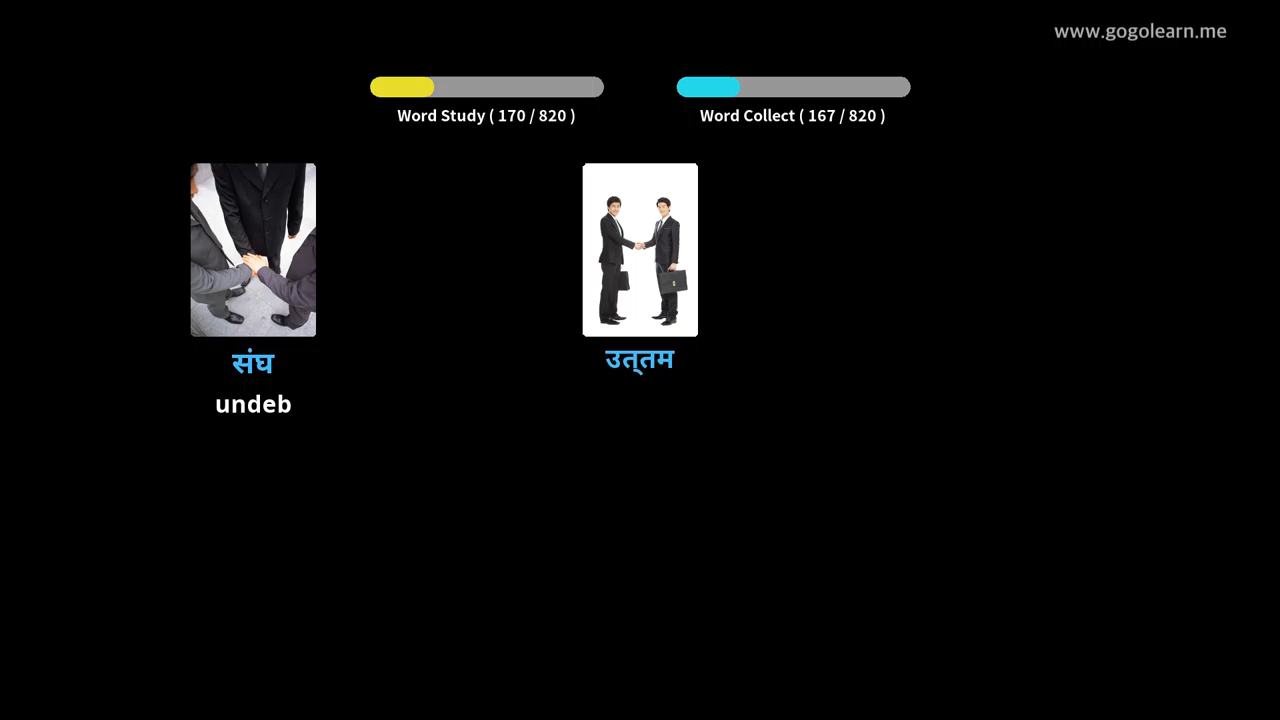 www.gogolearn.me
Word Study ( 170 / 820 )
Word Collect ( 167 / 820 )
संघ
undeb
उत्‌तम